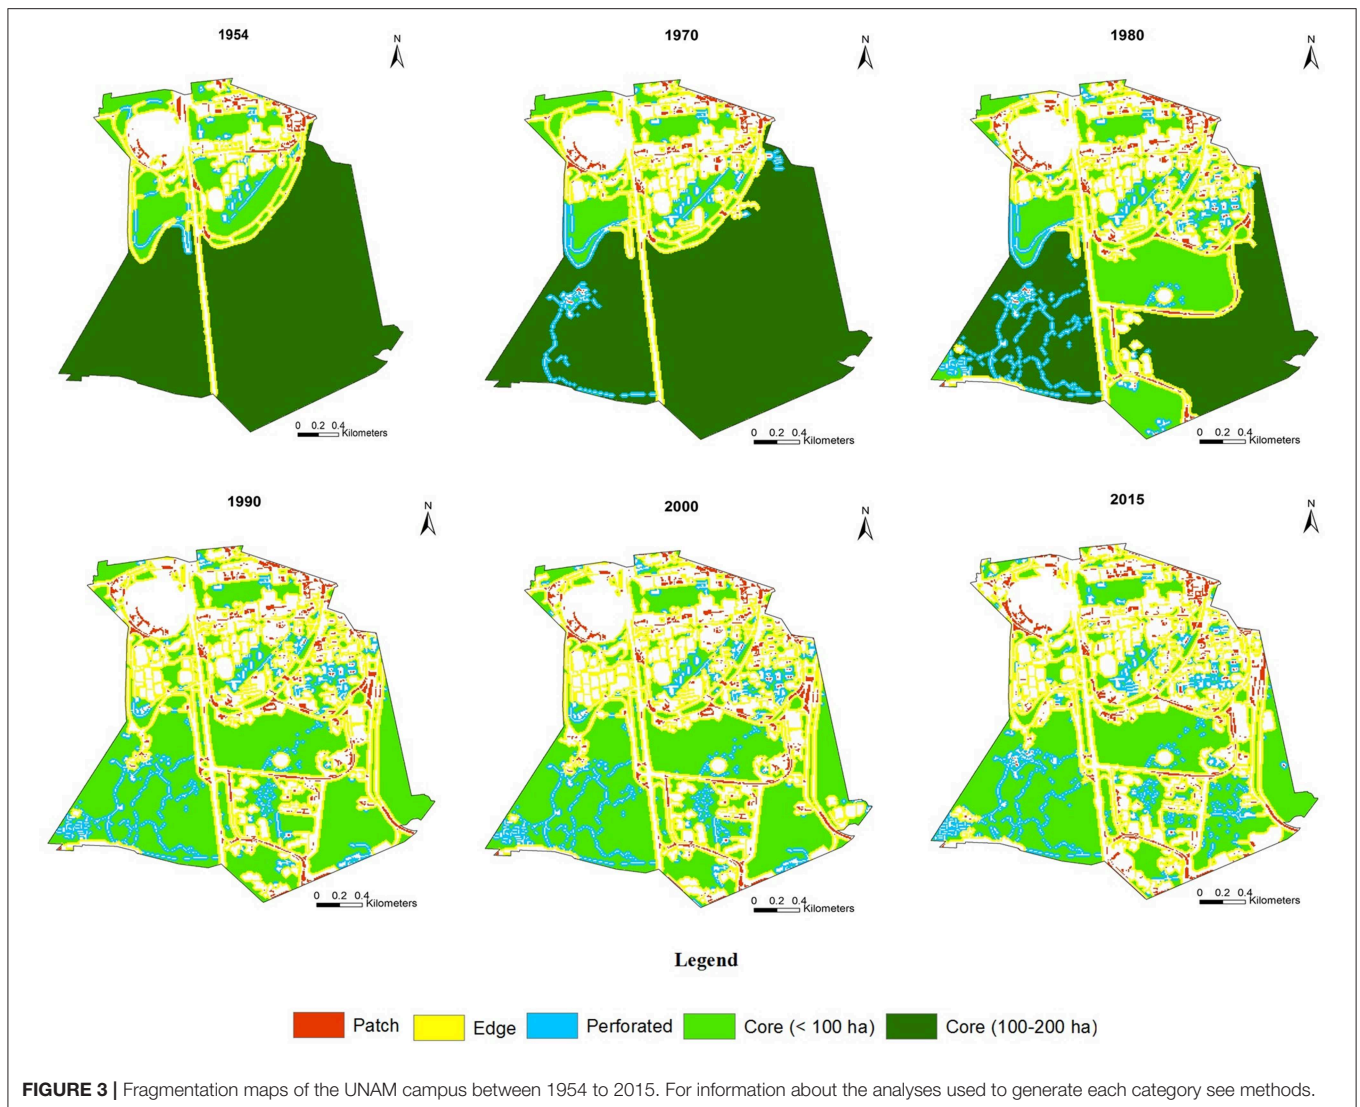 1954
N
0 0.2 0.4
Kilometers
1970
N
0 0.2 0.4
Kilometers
1980
N
0 0.2 0.4
Kilometers
1990
N
0 0.2 0.4
Kilometers
2000
N
0 0.2 0.4
Kilometers
2015
N
0 0.2 0.4
Kilometers
Legend
Patch Edge Perforated Core (< 100 ha) Core (100-200 ha)
FIGURE 3 | Fragmentation maps of the UNAM campus between 1954 to 2015. For information about the analyses used to generate each category see methods.